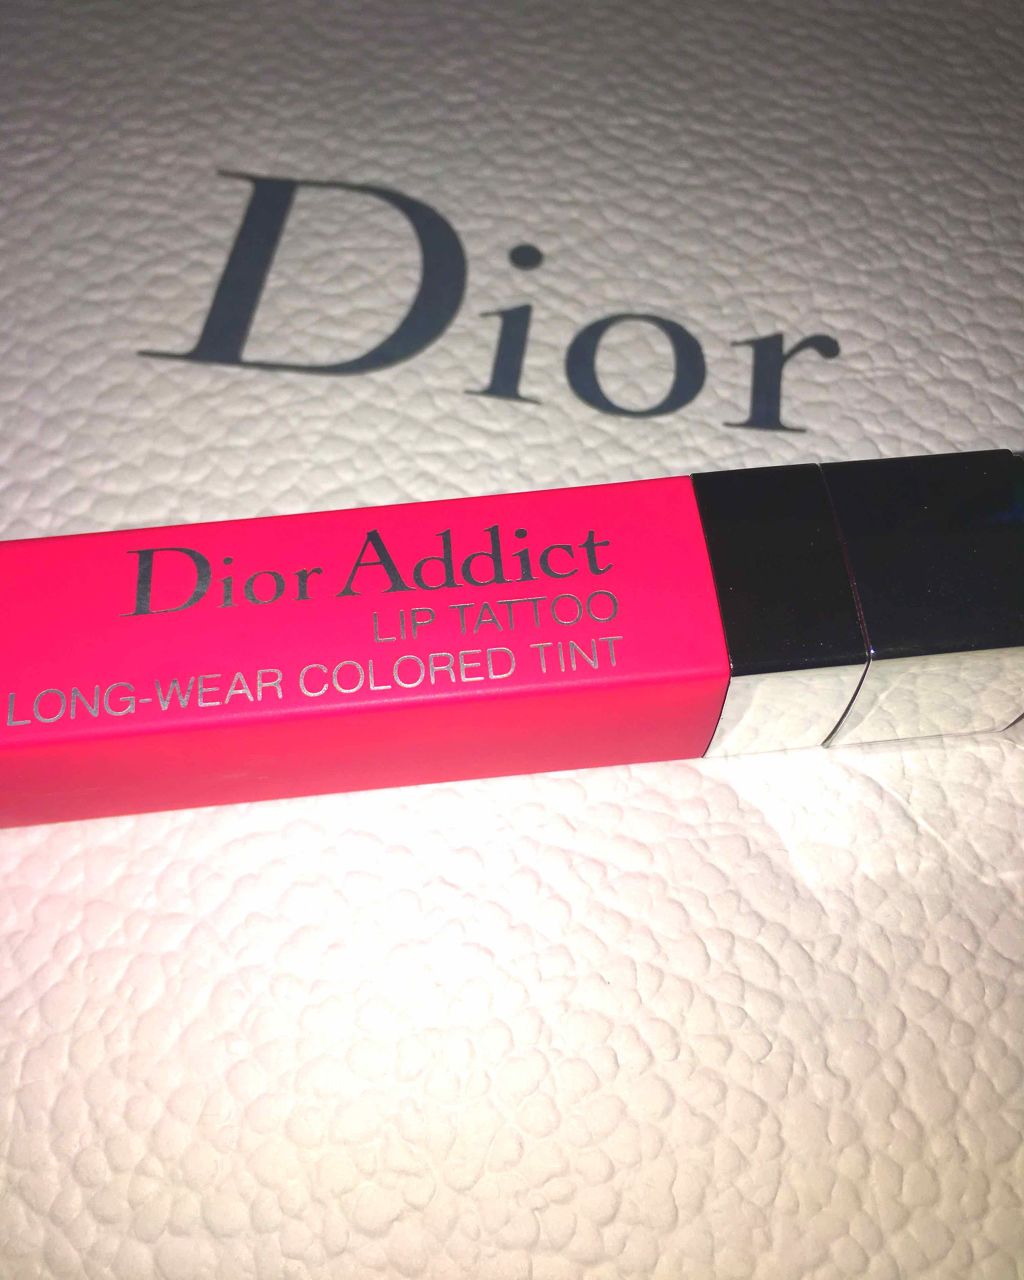 Dior
Dior Addict
LIP TATTOO
LONG-WEAR COLORED TINT